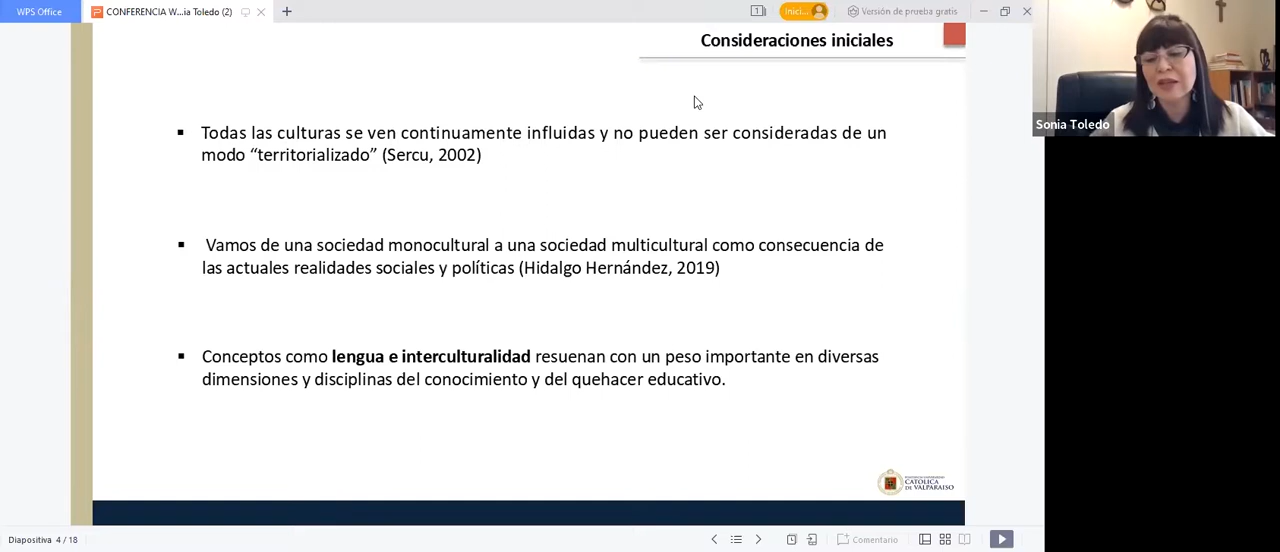 WPS Office
CONFERENCIA W...ia Toledo (2)
Inici...
Versión de prueba gratis
Consideraciones iniciales
Sonia Toledo
▪ Todas las culturas se ven continuamente influidas y no pueden ser consideradas de un
modo “territorializado” (Sercu, 2002)
▪ Vamos de una sociedad monocultural a una sociedad multicultural como consecuencia de
las actuales realidades sociales y políticas (Hidalgo Hernández, 2019)
▪ Conceptos como lengua e interculturalidad resuenan con un peso importante en diversas
dimensiones y disciplinas del conocimiento y del quehacer educativo.
CATOLICA
DE VALPARAISO
Diapositiva 4 / 18
Comentario